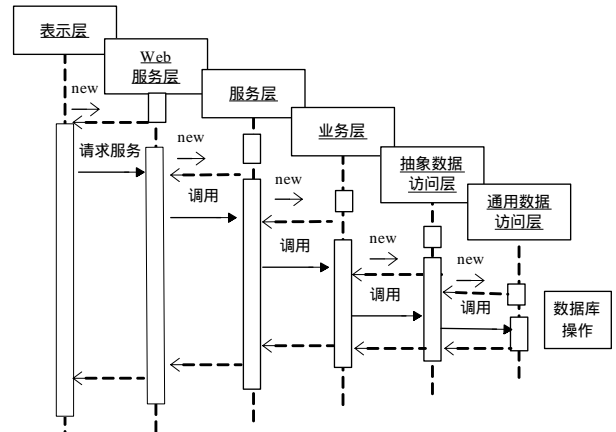 表示层
Web
服务层
服务层
业务层
抽象数据
访问层
通用数据
访问层
new
请求服务
new
调用
new
调用
new
调用
new
调用
数据库
操作